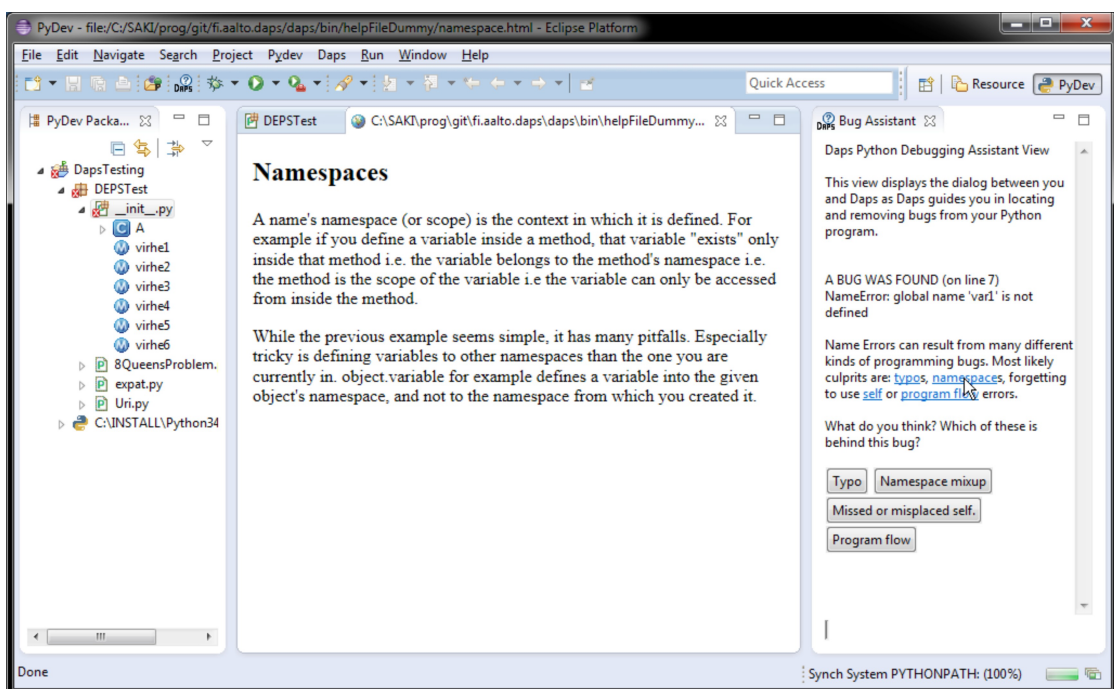 PyDev - file:/C:/SAKI/prog/git/fi.aalto.daps/daps/bin/helpFileDummy/namespace.html - Eclipse Platform
File Edit Navigate Search Project Pydev Daps Run Window Help
DAPS
Quick Access
Resource
PyDev
PyDev Packa...
DapsTesting
DEPSTest
__init__.py
A
virhe1
virhe2
virhe3
virhe4
virhe5
virhe6
8QueensProblem.
expat.py
Uri.py
C:\INSTALL\Python34
DEPSTest
C:\SAKI\prog\git\fi.aalto.daps\daps\bin\helpFileDummy...
Namespaces
A name's namespace (or scope) is the context in which it is defined. For
example if you define a variable inside a method, that variable "exists" only
inside that method i.e. the variable belongs to the method's namespace i.e.
the method is the scope of the variable i.e the variable can only be accessed
from inside the method.
While the previous example seems simple, it has many pitfalls. Especially
tricky is defining variables to other namespaces than the one you are
currently in. object.variable for example defines a variable into the given
object's namespace, and not to the namespace from which you created it.
DAPS
Bug Assistant
Daps Python Debugging Assistant View
This view displays the dialog between you
and Daps as Daps guides you in locating
and removing bugs from your Python
program.
A BUG WAS FOUND (on line 7)
NameError: global name 'var1' is not
defined
Name Errors can result from many different
kinds of programming bugs. Most likely
culprits are: typos, namespaces, forgetting
to use self or program flow errors.
What do you think? Which of these is
behind this bug?
Typo
Namespace mixup
Missed or misplaced self.
Program flow
Done
Synch System PYTHONPATH: (100%)